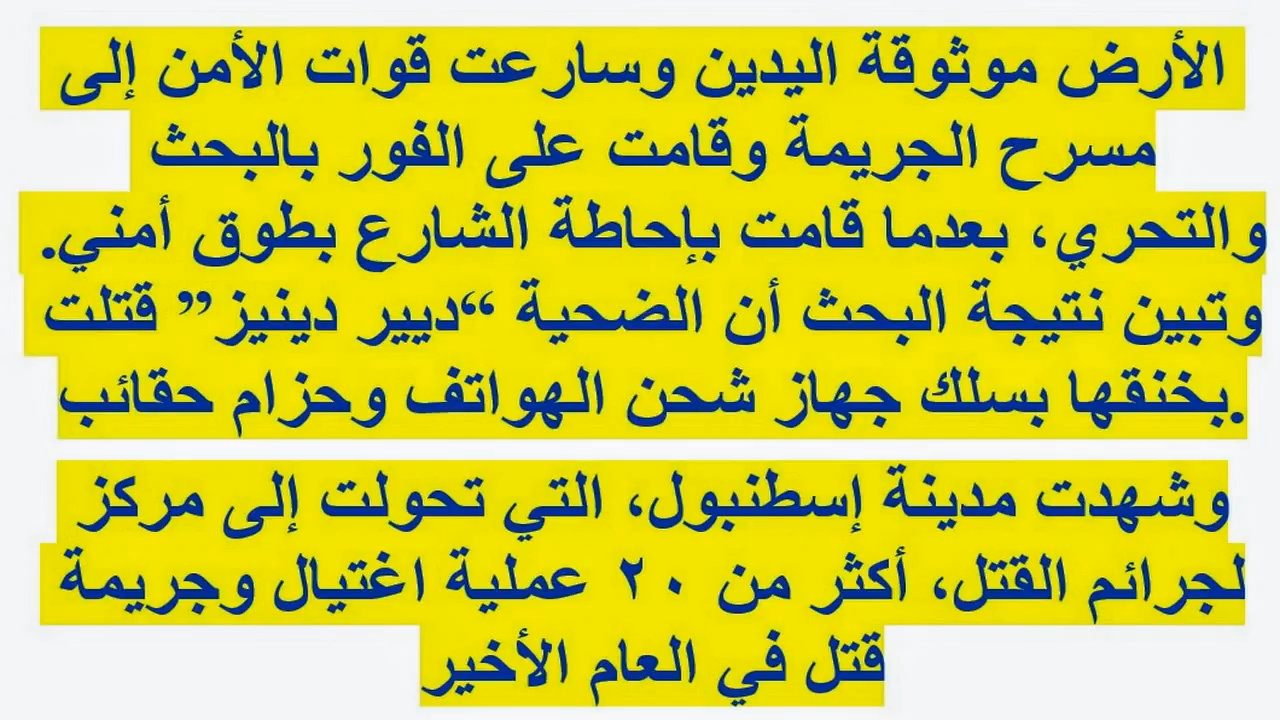 الأرض موثوقة اليدين وسارعت قوات الأمن إلى
مسرح الجريمة وقامت على الفور بالبحث
والتحري، بعدما قامت بإحاطة الشارع بطوق أمني.
وتبين نتيجة البحث أن الضحية “ديير دينيز” قتلت
.بخنقها بسلك جهاز شحن الهواتف وحزام حقائب
وشهدت مدينة إسطنبول، التي تحولت إلى مركز
لجرائم القتل، أكثر من ٢٠ عملية اغتيال وجريمة
قتل في العام الأخير